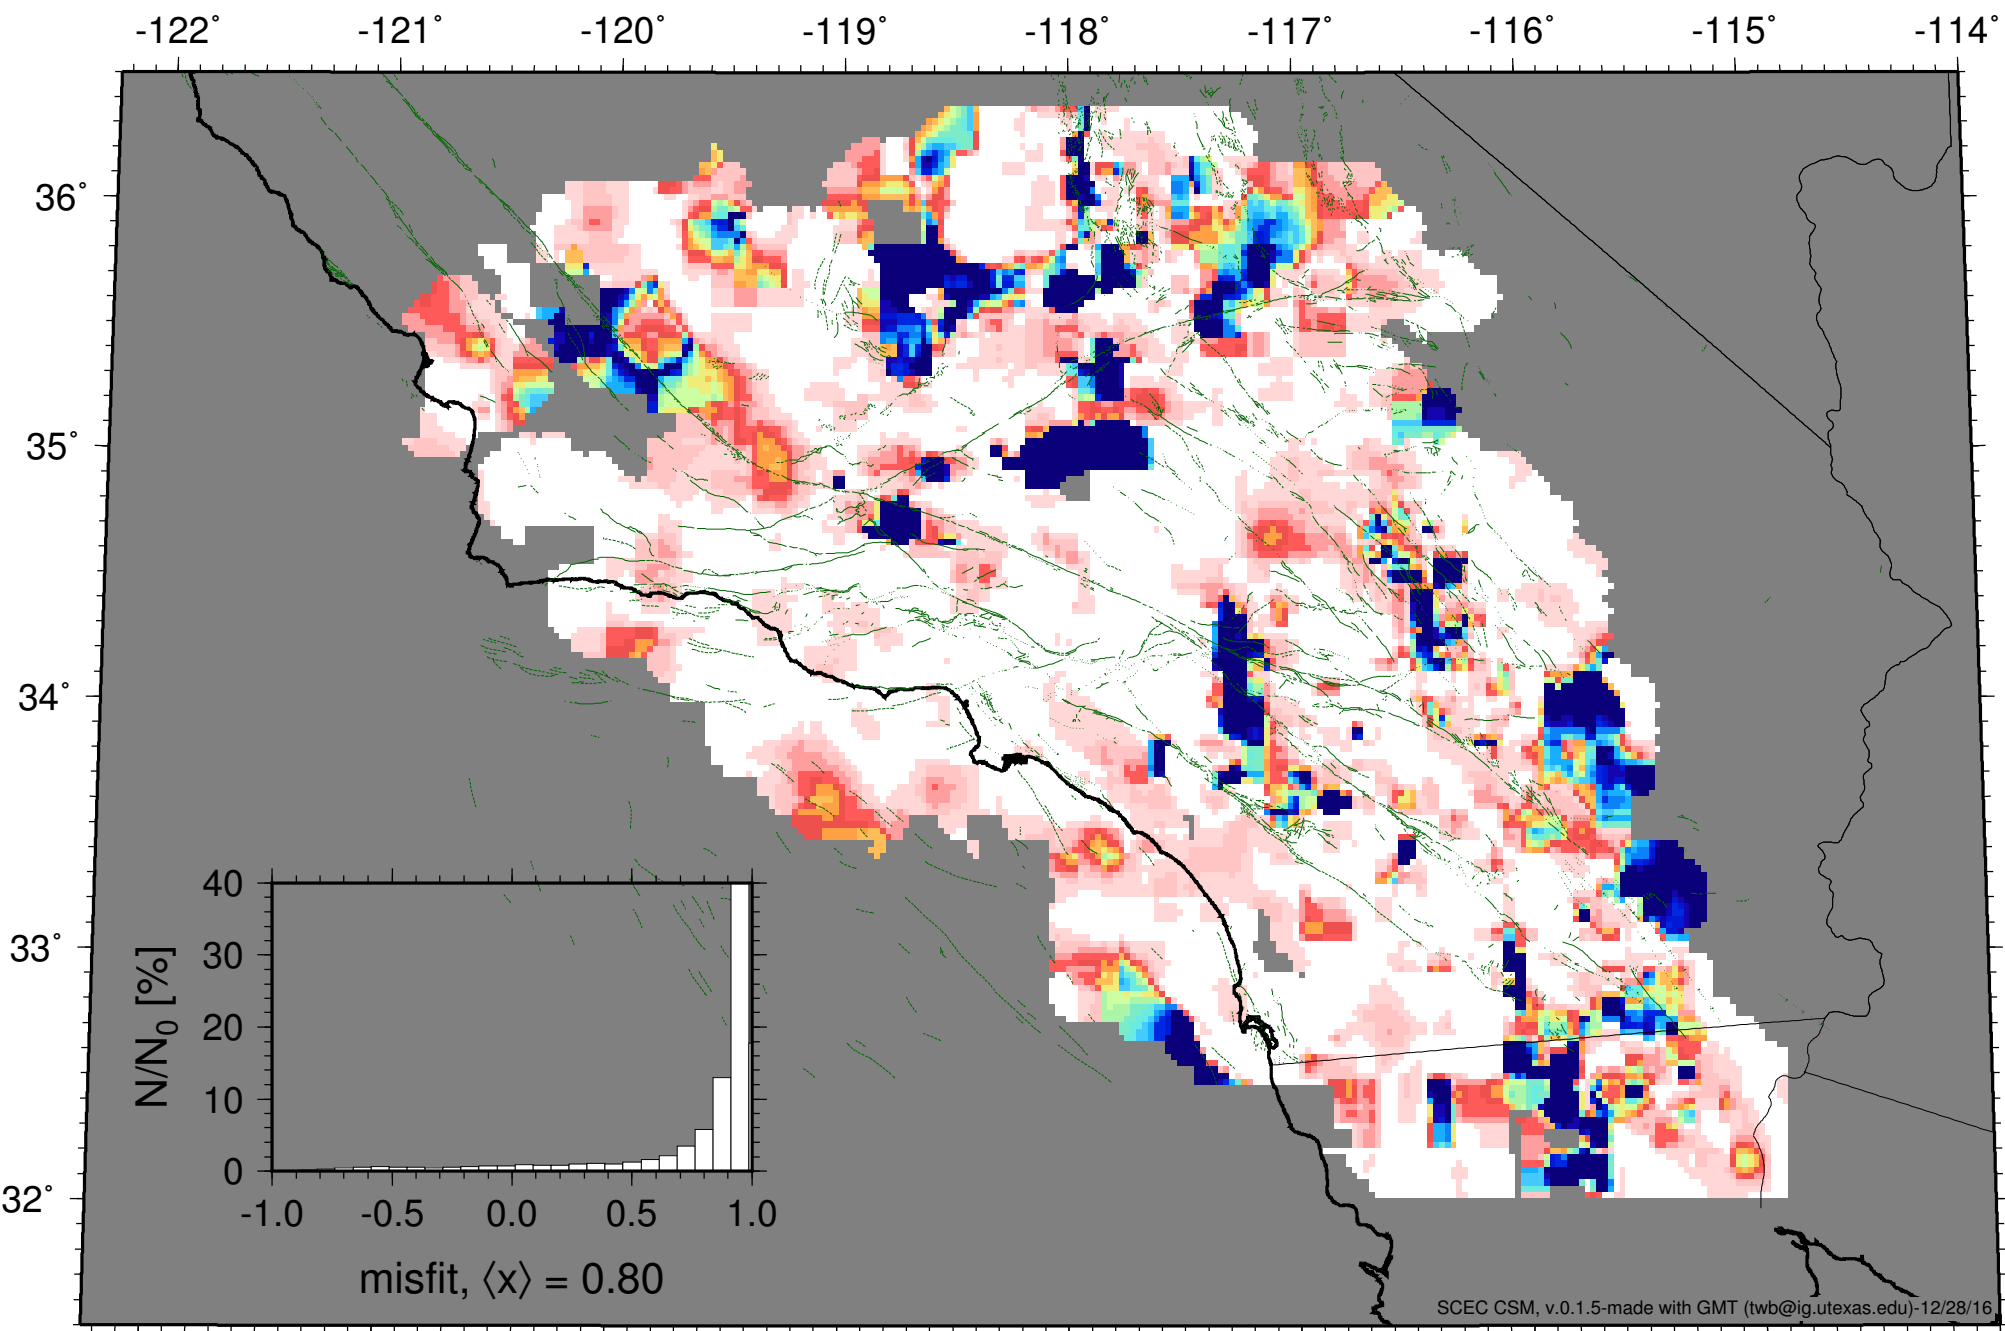 -122˚ -121˚ -120˚ -119˚ -118˚ -117˚ -116˚ -115˚ -114˚
36˚
35˚
34˚
33˚
32˚
40
30
20
10
0
N/N0 [%]
-1.0 -0.5 0.0 0.5 1.0
misfit, ⟨x⟩ = 0.80
SCEC CSM, v.0.1.5-made with GMT (twb@ig.utexas.edu)-12/28/16